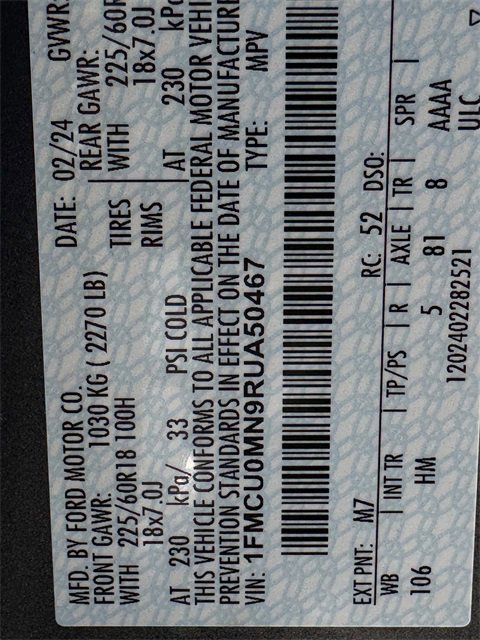 MFD. BY FORD MOTOR CO. DATE: 02/24 GVWR:
FRONT GAWR: 1030 KG ( 2270 LB) REAR GAWR:
WITH 225/60R18 100H TIRES WITH 225/60R
18x7.0J RIMS 18x7.0J
AT 230 kPa/ 33 PSI COLD AT 230 kPa
THIS VEHICLE CONFORMS TO ALL APPLICABLE FEDERAL MOTOR VEHI
PREVENTION STANDARDS IN EFFECT ON THE DATE OF MANUFACTURE
VIN: 1FMCU0MN9RUA50467 TYPE: MPV
EXT PNT: M7 RC: 52 DSO:
WB | INT TR | TP/PS | R | AXLE | TR | SPR |
106 HM 5 81 8 AAAA
1202402282521 ULC